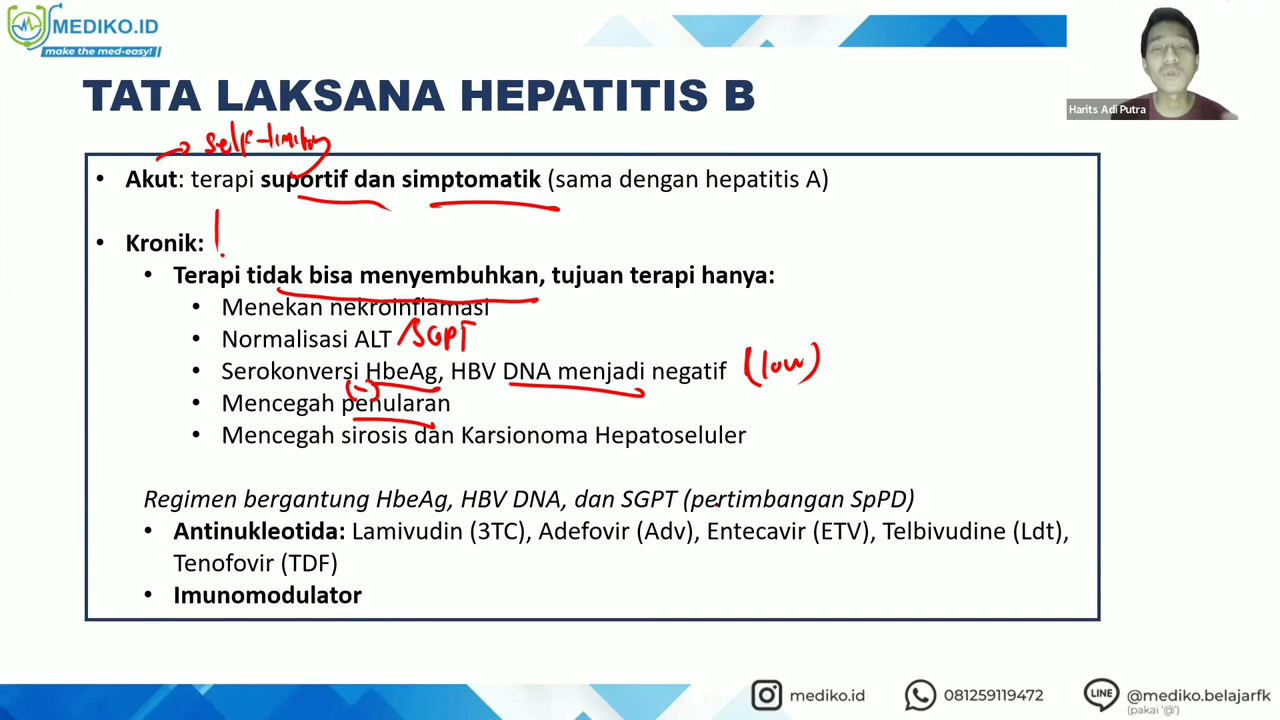 MEDIKO.ID
make the med-easy!
Harits Adi Putra
TATA LAKSANA HEPATITIS B
→ self-limiting
• Akut: terapi suportif dan simptomatik (sama dengan hepatitis A)
• Kronik: !
• Terapi tidak bisa menyembuhkan, tujuan terapi hanya:
• Menekan nekroinflamasi
• Normalisasi ALT /SGPT
• Serokonversi HbeAg, HBV DNA menjadi negatif (low)
(-)
• Mencegah penularan
• Mencegah sirosis dan Karsionoma Hepatoseluler
Regimen bergantung HbeAg, HBV DNA, dan SGPT (pertimbangan SpPD)
• Antinukleotida: Lamivudin (3TC), Adefovir (Adv), Entecavir (ETV), Telbivudine (Ldt),
Tenofovir (TDF)
• Imunomodulator
mediko.id
081259119472
LINE
@mediko.belajarfk
(pakai '@')